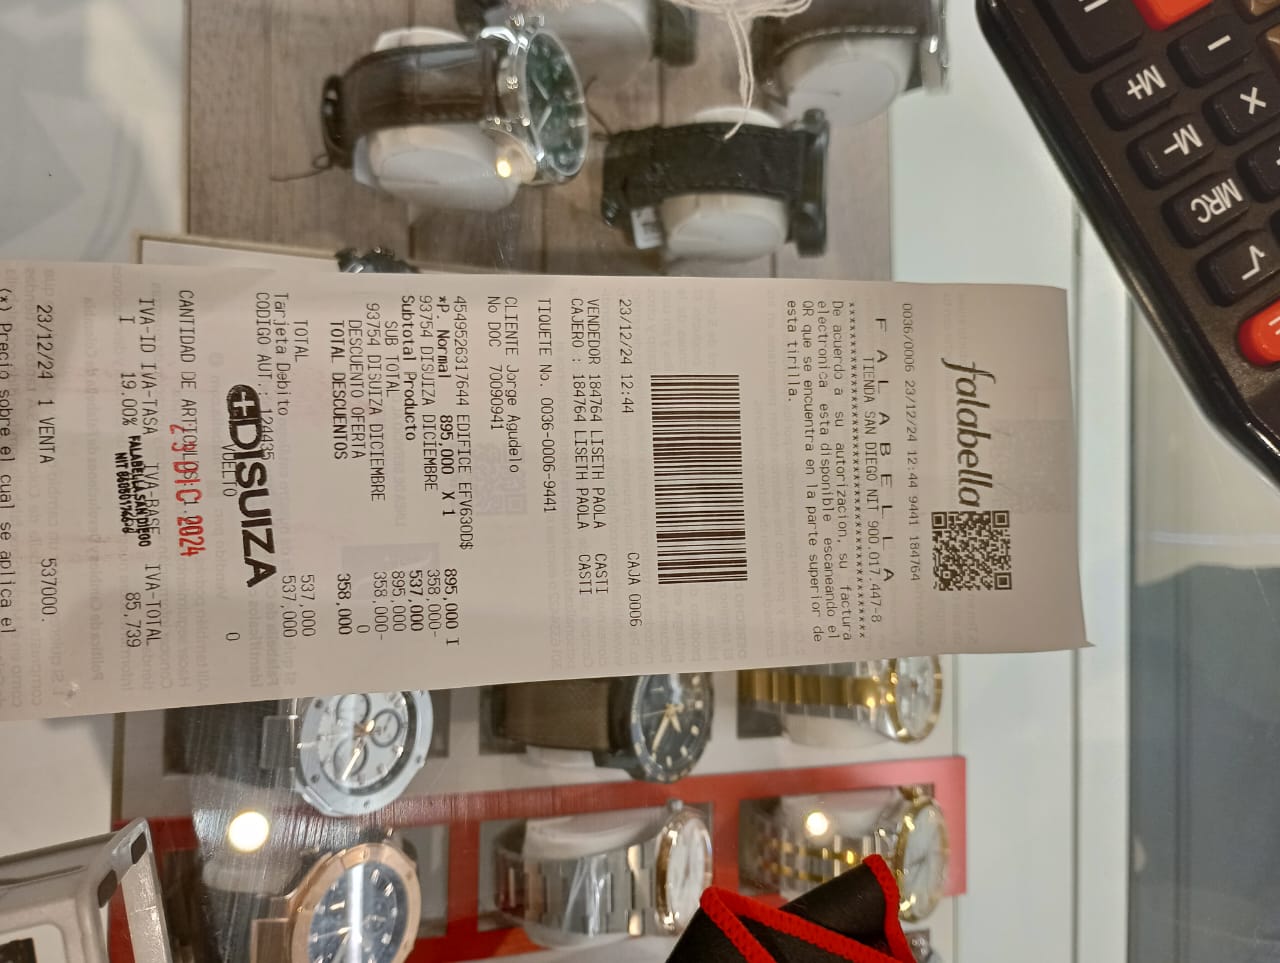 falabella
0036/0006 23/12/24 12:44 9441 184764
F A L A B E L L A
TIENDA SAN DIEGO NIT 900.017.447-8
De acuerdo a su autorizacion, su factura
electronica esta disponible escaneando el
QR que se encuentra en la parte superior de
esta tirilla.
23/12/24 12:44 CAJA 0006
VENDEDOR 184764 LISETH PAOLA CASTI
CAJERO : 184764 LISETH PAOLA CASTI
TIQUETE No. 0036-0006-9441
CLIENTE Jorge Agudelo
No DOC 70090941
4549526317644 EDIFICE EFV630D$ 895,000 I
*P. Normal 895,000 X 1
93754 DISUIZA DICIEMBRE 358,000-
Subtotal Producto 537,000
SUB TOTAL 895,000
93754 DISUIZA DICIEMBRE 358,000-
DESCUENTO OFERTA 0
TOTAL DESCUENTOS 358,000
TOTAL 537,000
Tarjeta Debito 537,000
CODIGO AUT.: 124435
VUELTO 0
DISUIZA
CANTIDAD DE ARTICULOS: 1
23 DIC 2024
IVA-ID IVA-TASA IVA-BASE IVA-TOTAL
I 19.00% 85,739
FALABELLA SAN DIEGO
23/12/24 1 VENTA 537000.
(*) Precio sobre el cual se aplica el
M+
M-
MRC